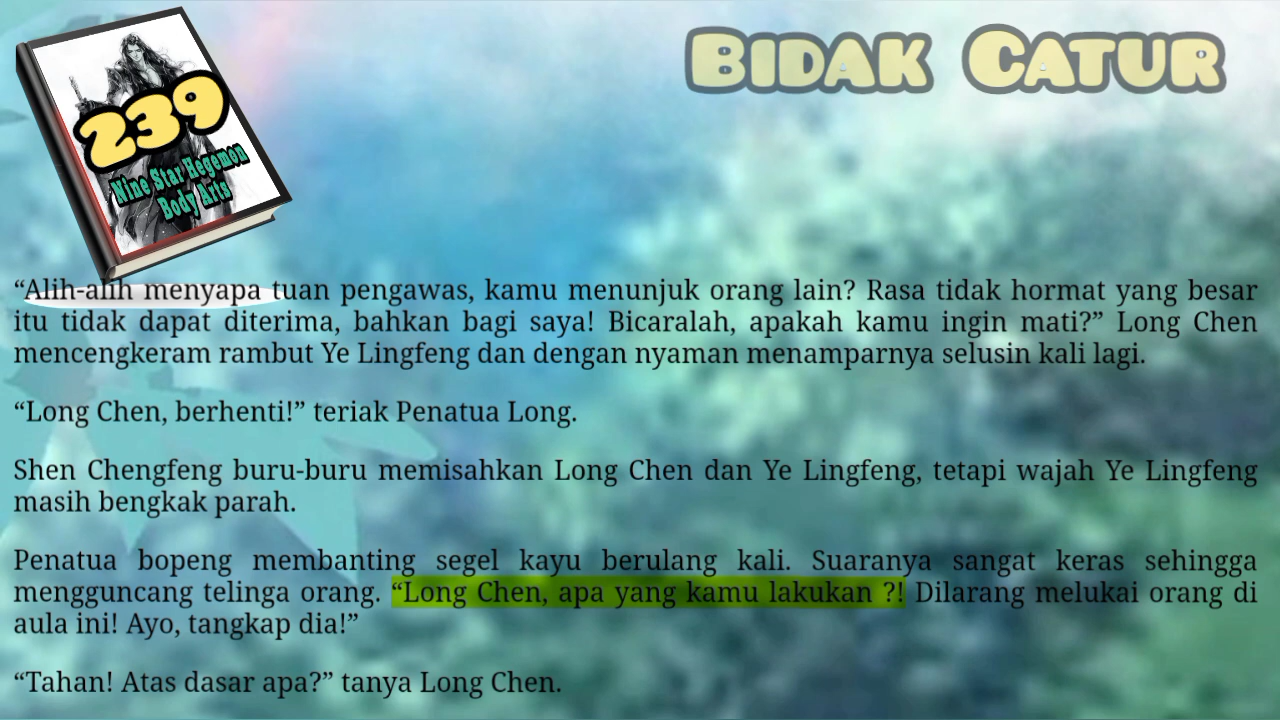 Bidak Catur
239
Nine Star Hegemon
Body Arts
“Alih-alih menyapa tuan pengawas, kamu menunjuk orang lain? Rasa tidak hormat yang besar
itu tidak dapat diterima, bahkan bagi saya! Bicaralah, apakah kamu ingin mati?” Long Chen
mencengkeram rambut Ye Lingfeng dan dengan nyaman menamparnya selusin kali lagi.
“Long Chen, berhenti!” teriak Penatua Long.
Shen Chengfeng buru-buru memisahkan Long Chen dan Ye Lingfeng, tetapi wajah Ye Lingfeng
masih bengkak parah.
Penatua bopeng membanting segel kayu berulang kali. Suaranya sangat keras sehingga
mengguncang telinga orang. “Long Chen, apa yang kamu lakukan ?! Dilarang melukai orang di
aula ini! Ayo, tangkap dia!”
“Tahan! Atas dasar apa?” tanya Long Chen.